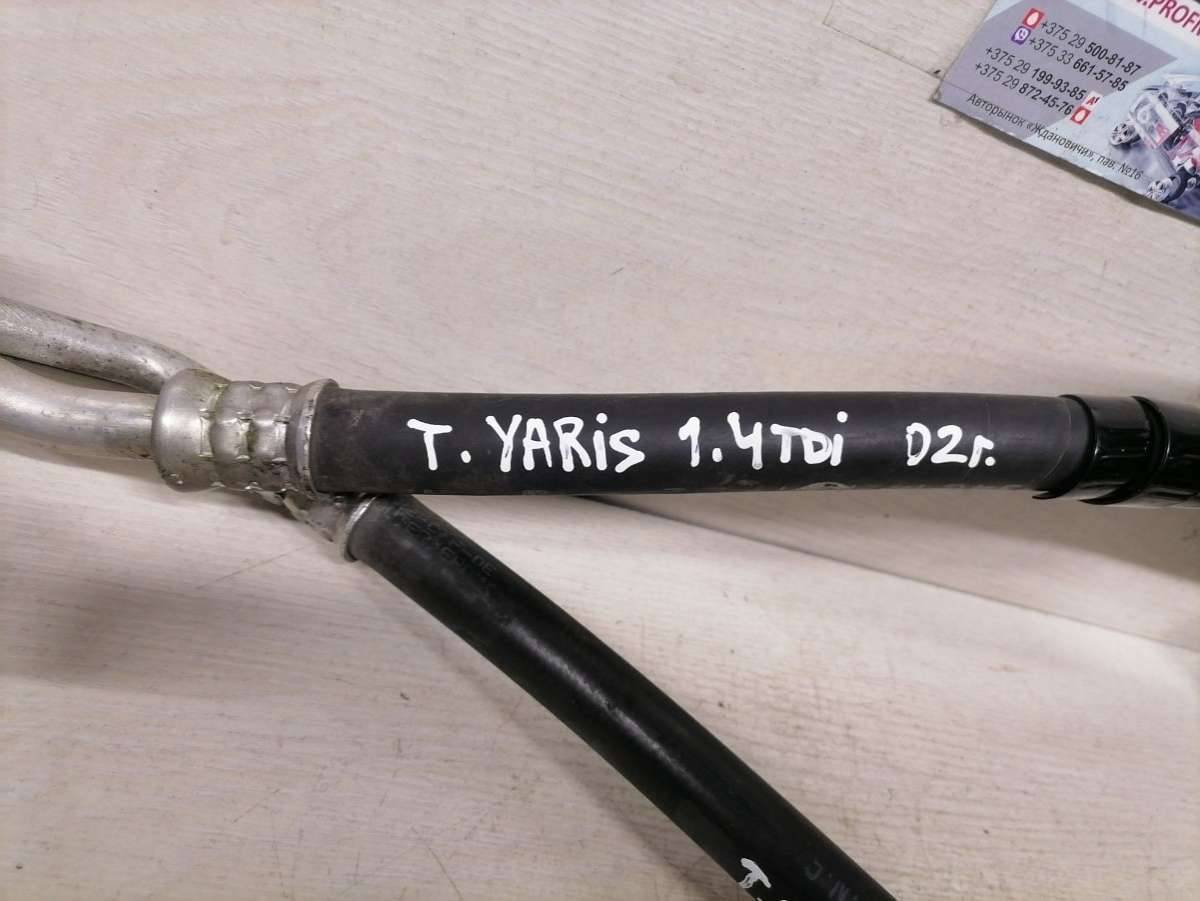 .PROFM
+375 29 500-81-87
+375 33 661-57-85
+375 29 199-93-85
+375 29 872-45-76
Авторынок «Ждановичи», пав. №16
T. YARiS 1.4TDi 02г.